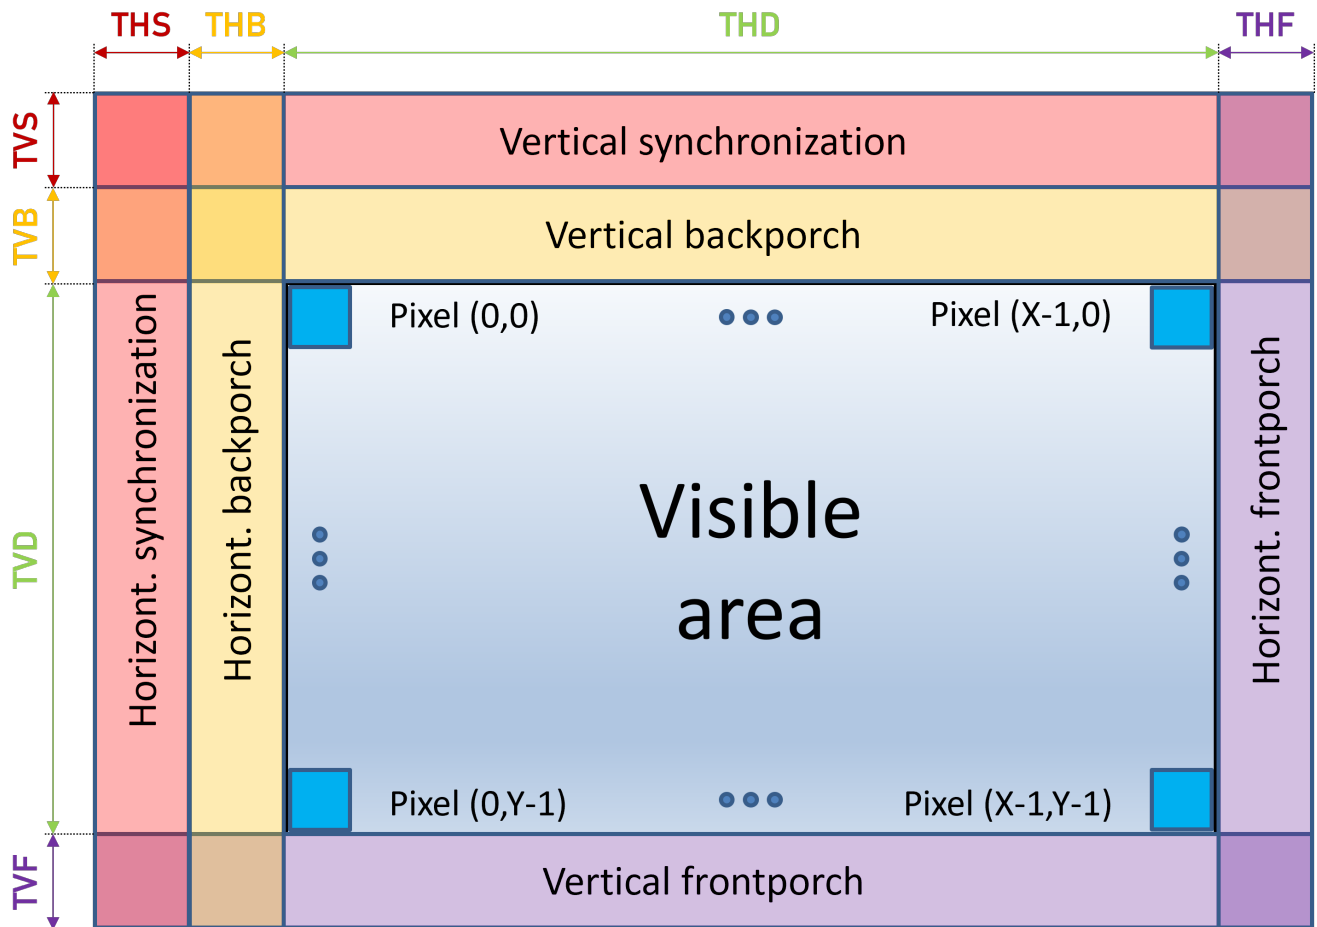 THS THB THD THF
TVS
Vertical synchronization
TVB
Vertical backporch
Pixel (0,0)
Pixel (X-1,0)
TVD
Horizont. synchronization
Horizont. backporch
Visible
area
Horizont. frontporch
Pixel (0,Y-1)
Pixel (X-1,Y-1)
TVF
Vertical frontporch